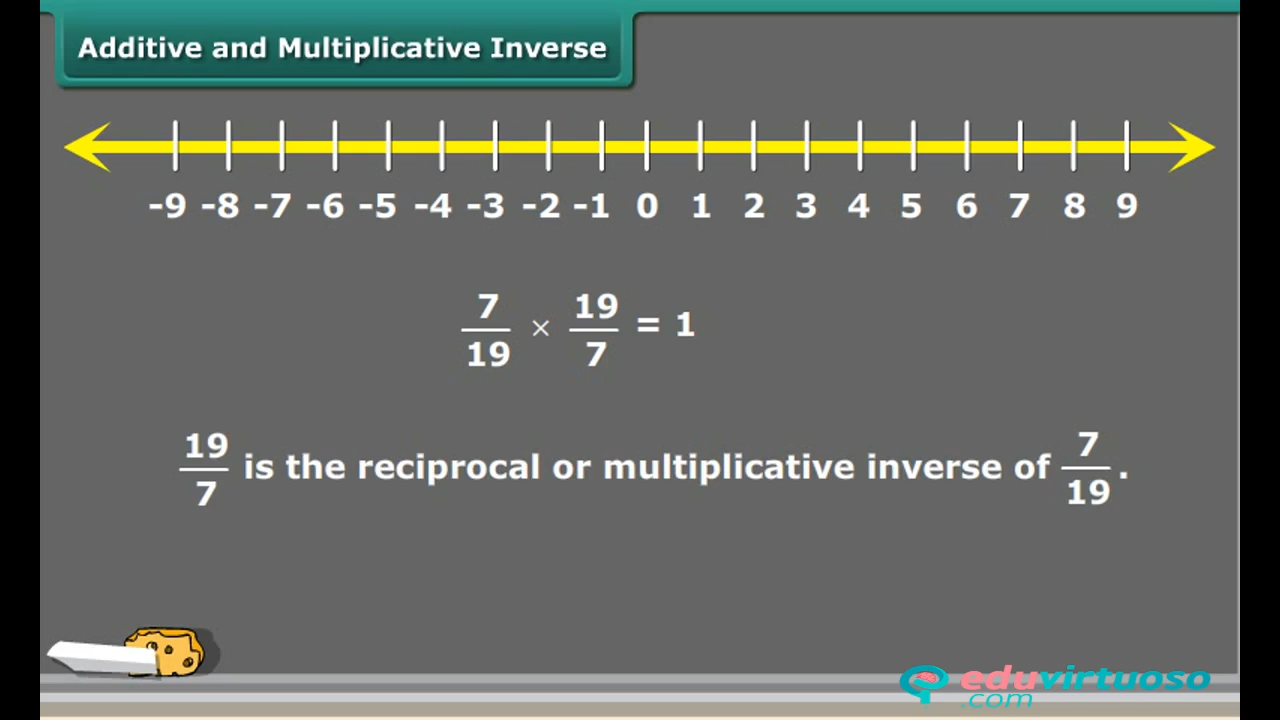 Additive and Multiplicative Inverse
-9 -8 -7 -6 -5 -4 -3 -2 -1 0 1 2 3 4 5 6 7 8 9
7/19 × 19/7 = 1
19/7 is the reciprocal or multiplicative inverse of 7/19.
eduvirtuoso
.com